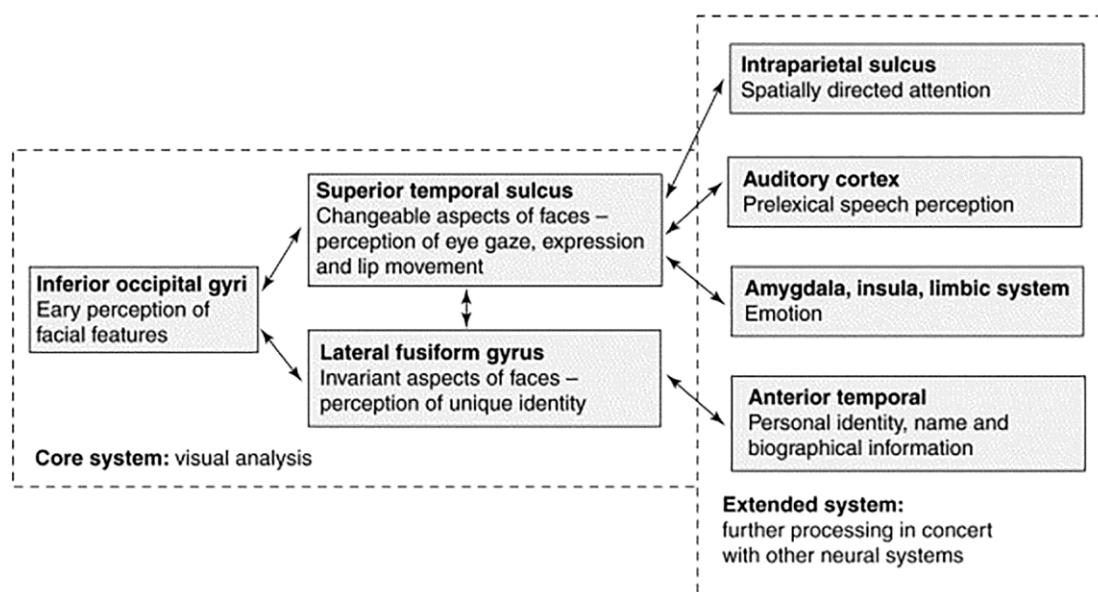 Inferior occipital gyri
Eary perception of
facial features
Superior temporal sulcus
Changeable aspects of faces –
perception of eye gaze, expression
and lip movement
Lateral fusiform gyrus
Invariant aspects of faces –
perception of unique identity
Core system: visual analysis
Intraparietal sulcus
Spatially directed attention
Auditory cortex
Prelexical speech perception
Amygdala, insula, limbic system
Emotion
Anterior temporal
Personal identity, name and
biographical information
Extended system:
further processing in concert
with other neural systems